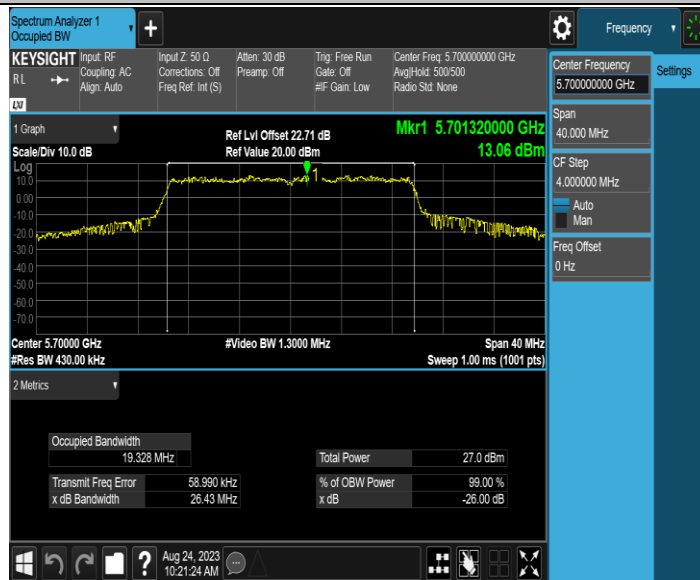 Spectrum Analyzer 1
Occupied BW
+
Frequency
KEYSIGHT
R L
LXI
Input: RF
Coupling: AC
Align: Auto
Input Z: 50 Ω
Corrections: Off
Freq Ref: Int (S)
Atten: 30 dB
Preamp: Off
Trig: Free Run
Gate: Off
#IF Gain: Low
Center Freq: 5.700000000 GHz
Avg|Hold: 500/500
Radio Std: None
Center Frequency
5.700000000 GHz
Settings
Span
40.000 MHz
CF Step
4.000000 MHz
Auto
Man
Freq Offset
0 Hz
1 Graph
Scale/Div 10.0 dB
Ref Lvl Offset 22.71 dB
Ref Value 20.00 dBm
Mkr1 5.701320000 GHz
13.06 dBm
Log
10.0
0.00
-10.0
-20.0
-30.0
-40.0
-50.0
-60.0
-70.0
1
Center 5.70000 GHz
#Res BW 430.00 kHz
#Video BW 1.3000 MHz
Span 40 MHz
Sweep 1.00 ms (1001 pts)
2 Metrics
Occupied Bandwidth
19.328 MHz
Transmit Freq Error 58.990 kHz
x dB Bandwidth 26.43 MHz
Total Power 27.0 dBm
% of OBW Power 99.00 %
x dB -26.00 dB
?
Aug 24, 2023
10:21:24 AM